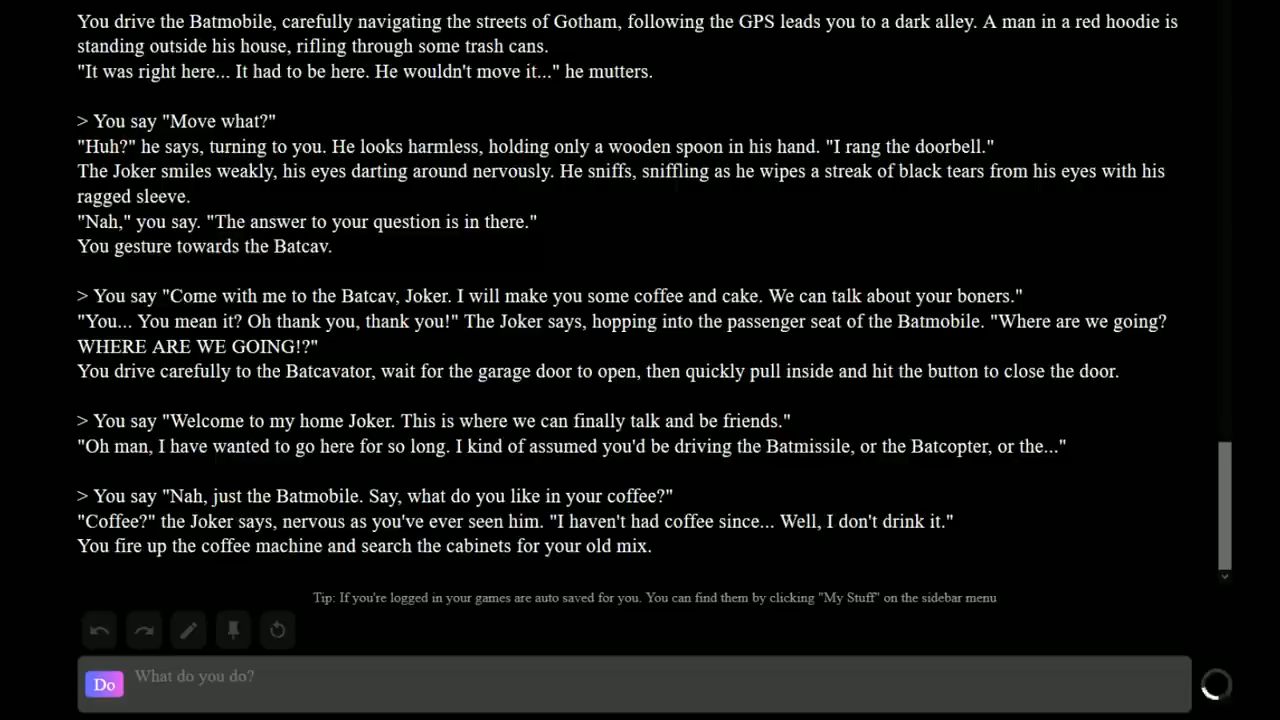 You drive the Batmobile, carefully navigating the streets of Gotham, following the GPS leads you to a dark alley. A man in a red hoodie is
standing outside his house, rifling through some trash cans.
"It was right here... It had to be here. He wouldn't move it..." he mutters.
> You say "Move what?"
"Huh?" he says, turning to you. He looks harmless, holding only a wooden spoon in his hand. "I rang the doorbell."
The Joker smiles weakly, his eyes darting around nervously. He sniffs, sniffling as he wipes a streak of black tears from his eyes with his
ragged sleeve.
"Nah," you say. "The answer to your question is in there."
You gesture towards the Batcav.
> You say "Come with me to the Batcav, Joker. I will make you some coffee and cake. We can talk about your boners."
"You... You mean it? Oh thank you, thank you!" The Joker says, hopping into the passenger seat of the Batmobile. "Where are we going?
WHERE ARE WE GOING!?"
You drive carefully to the Batcavator, wait for the garage door to open, then quickly pull inside and hit the button to close the door.
> You say "Welcome to my home Joker. This is where we can finally talk and be friends."
"Oh man, I have wanted to go here for so long. I kind of assumed you'd be driving the Batmissile, or the Batcopter, or the..."
> You say "Nah, just the Batmobile. Say, what do you like in your coffee?"
"Coffee?" the Joker says, nervous as you've ever seen him. "I haven't had coffee since... Well, I don't drink it."
You fire up the coffee machine and search the cabinets for your old mix.
Tip: If you're logged in your games are auto saved for you. You can find them by clicking "My Stuff" on the sidebar menu
Do What do you do?